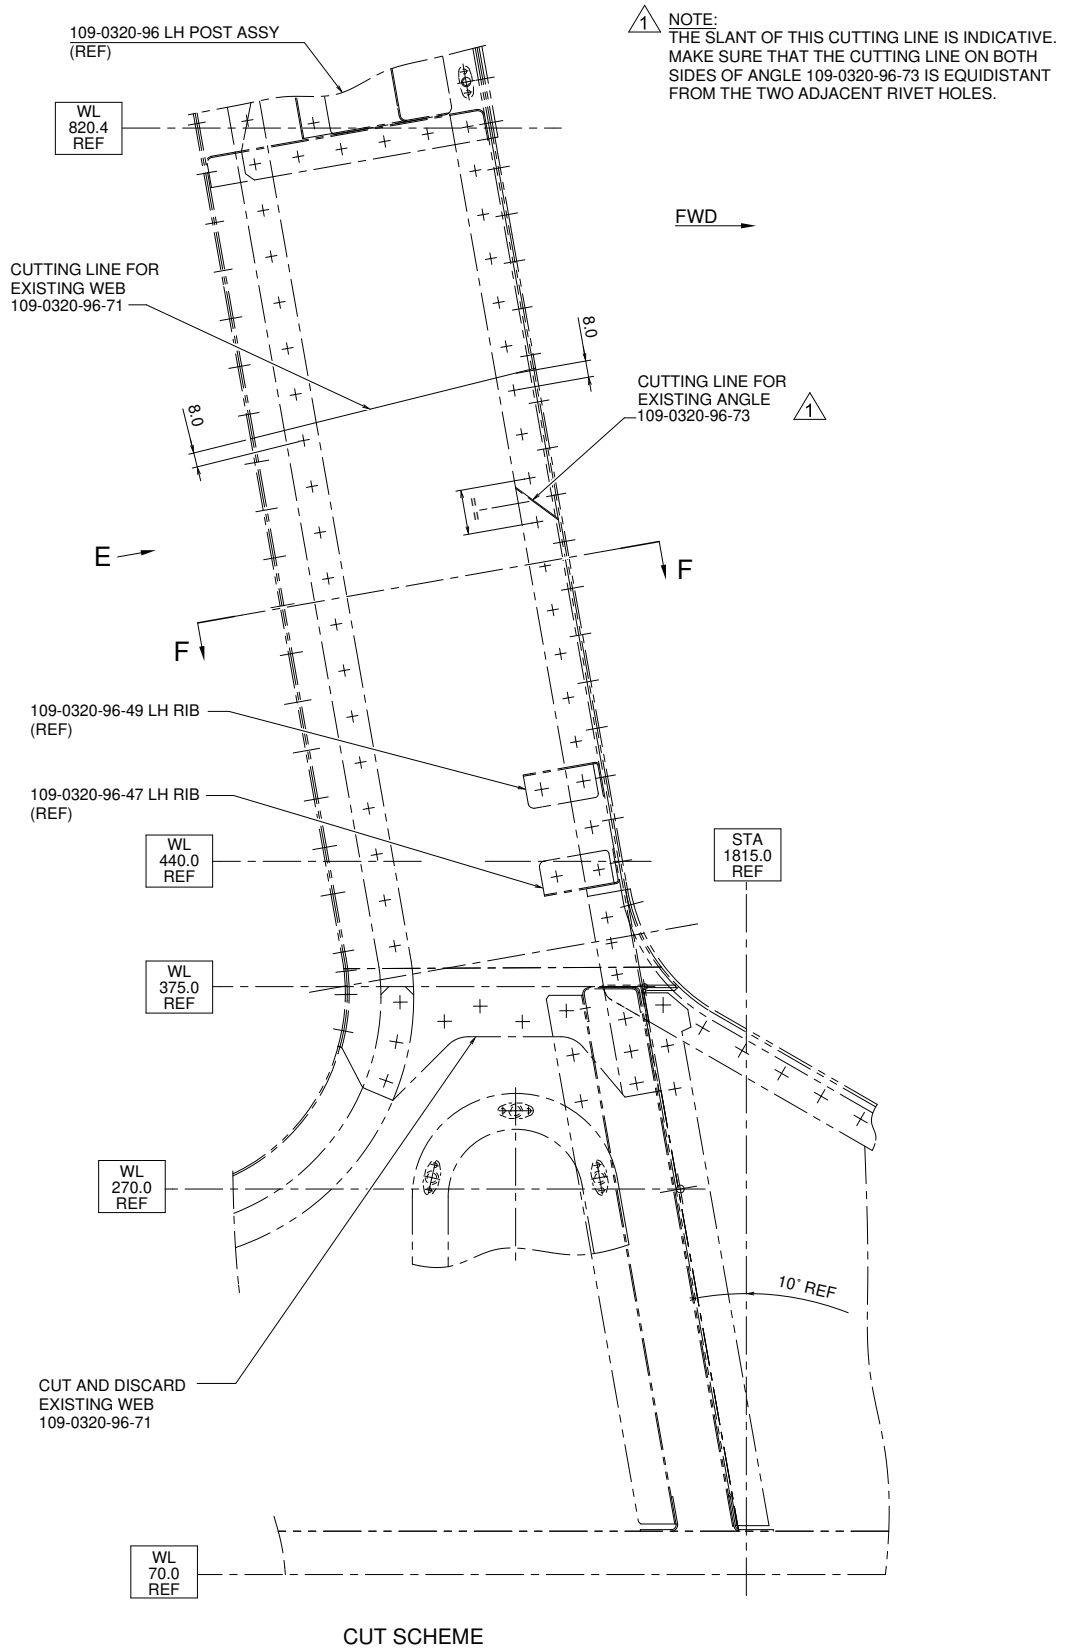 109-0320-96 LH POST ASSY
(REF)
1
NOTE:
THE SLANT OF THIS CUTTING LINE IS INDICATIVE.
MAKE SURE THAT THE CUTTING LINE ON BOTH
SIDES OF ANGLE 109-0320-96-73 IS EQUIDISTANT
FROM THE TWO ADJACENT RIVET HOLES.
WL
820.4
REF
FWD
CUTTING LINE FOR
EXISTING WEB
109-0320-96-71
8.0
CUTTING LINE FOR
EXISTING ANGLE
109-0320-96-73
1
8.0
=
E
F
F
109-0320-96-49 LH RIB
(REF)
109-0320-96-47 LH RIB
(REF)
WL
440.0
REF
STA
1815.0
REF
WL
375.0
REF
WL
270.0
REF
10° REF
CUT AND DISCARD
EXISTING WEB
109-0320-96-71
WL
70.0
REF
CUT SCHEME